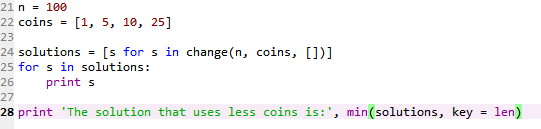 21 n = 100
22 coins = [1, 5, 10, 25]
23
24 solutions = [s for s in change(n, coins, [])]
25 for s in solutions:
26     print s
27
28 print 'The solution that uses less coins is:', min(solutions, key = len)